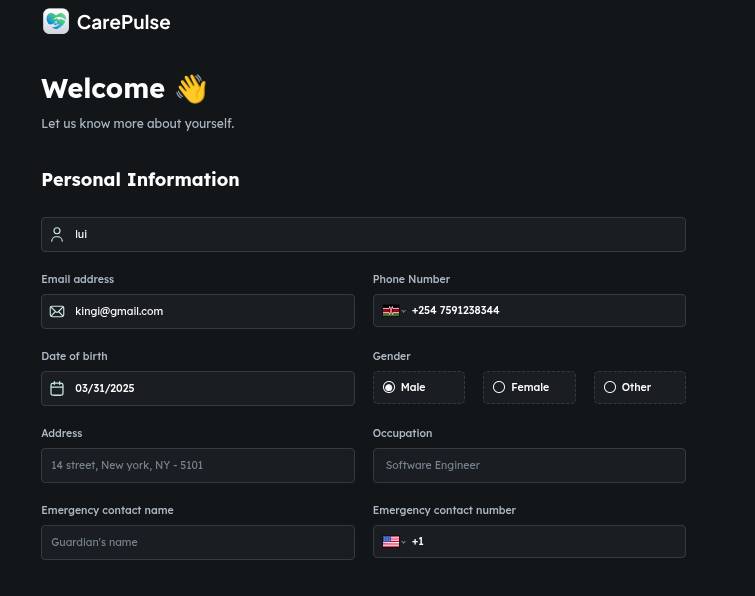 CarePulse
Welcome 👋
Let us know more about yourself.
Personal Information
lui
Email address Phone Number
kingi@gmail.com +254 7591238344
Date of birth Gender
03/31/2025 Male Female Other
Address Occupation
14 street, New york, NY - 5101 Software Engineer
Emergency contact name Emergency contact number
Guardian's name +1